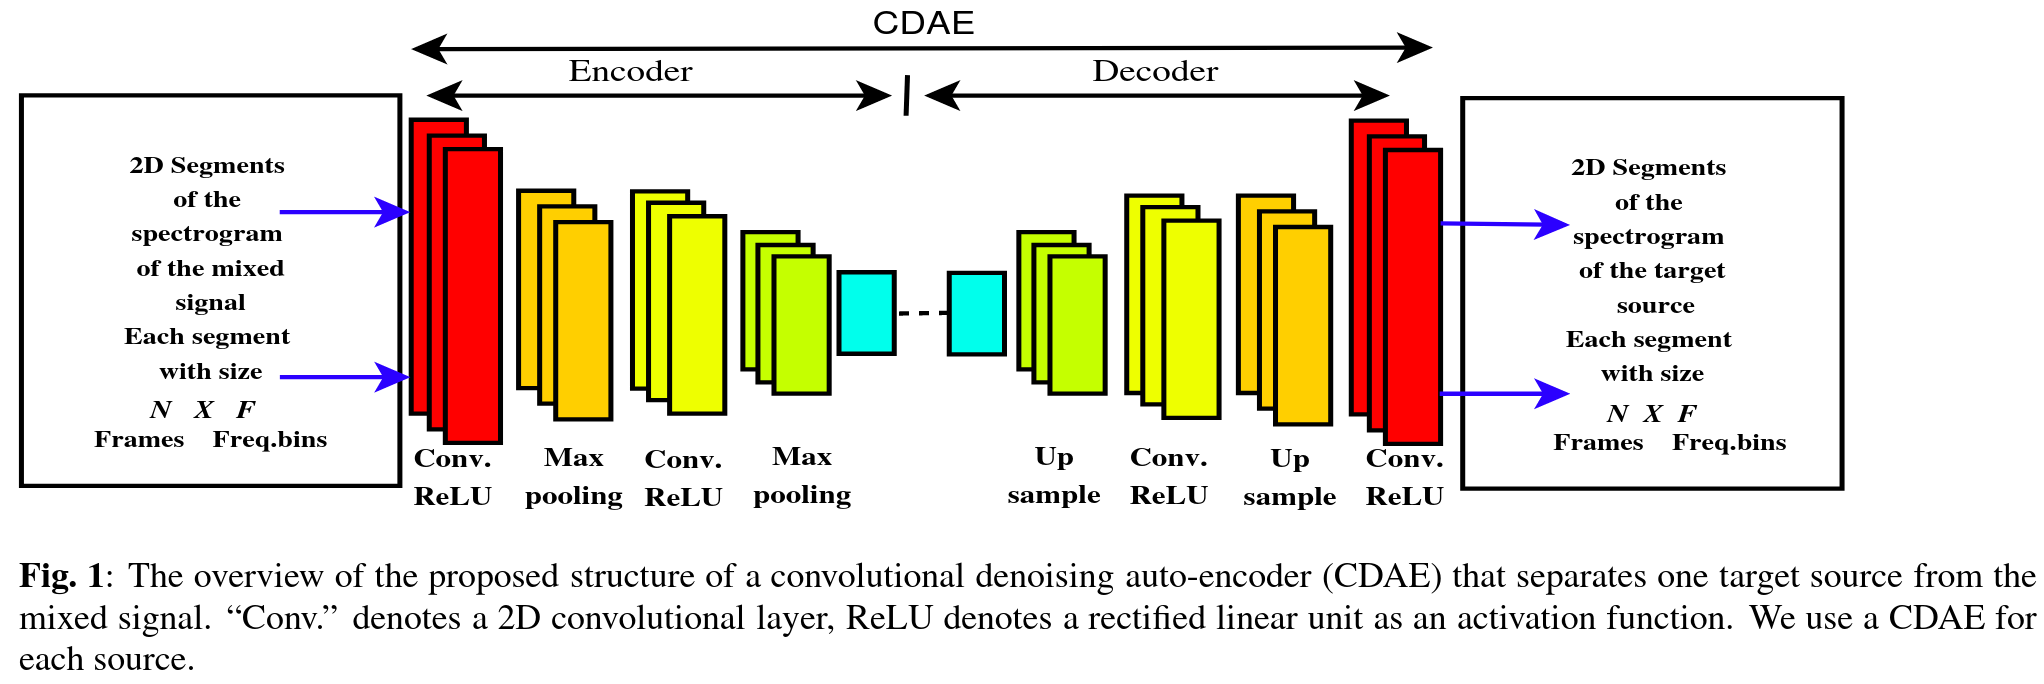 CDAE
Encoder
Decoder
2D Segments
of the
spectrogram
of the mixed
signal
Each segment
with size
N X F
Frames Freq.bins
Conv.
ReLU
Max
pooling
Conv.
ReLU
Max
pooling
Up
sample
Conv.
ReLU
Up
sample
Conv.
ReLU
2D Segments
of the
spectrogram
of the target
source
Each segment
with size
N X F
Frames Freq.bins
Fig. 1: The overview of the proposed structure of a convolutional denoising auto-encoder (CDAE) that separates one target source from the
mixed signal. “Conv.” denotes a 2D convolutional layer, ReLU denotes a rectified linear unit as an activation function. We use a CDAE for
each source.